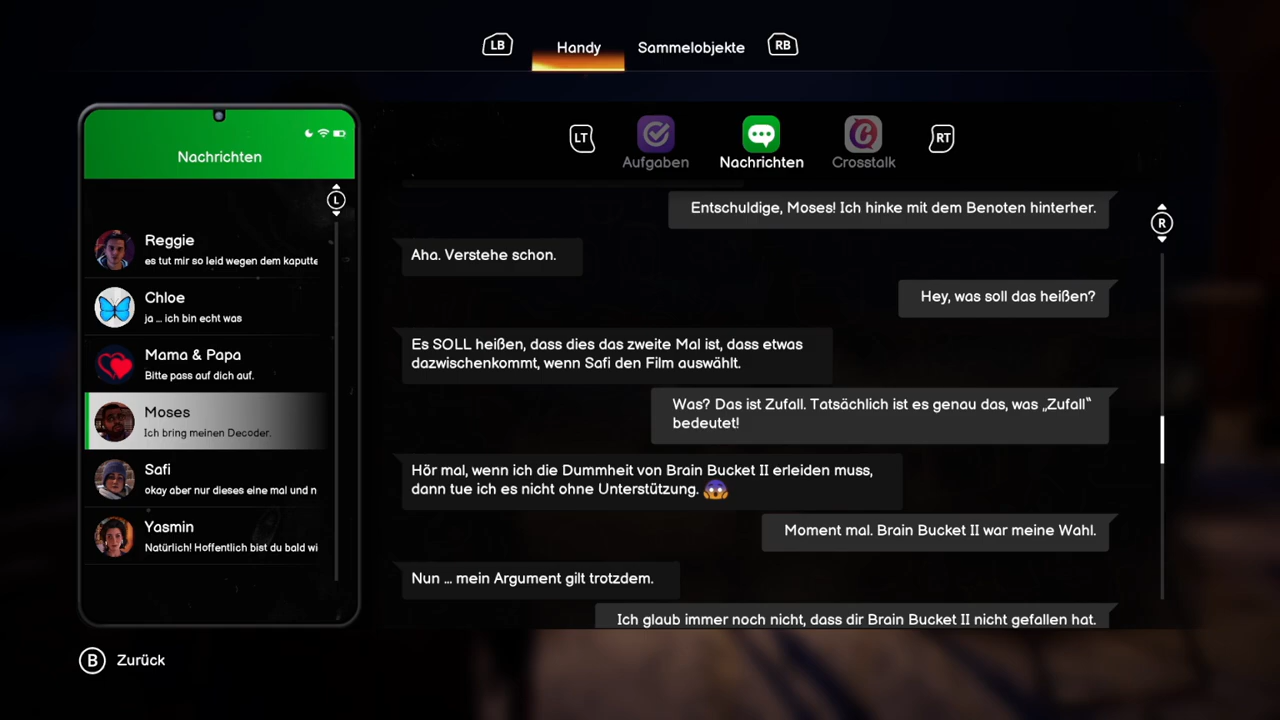 LB
Handy
Sammelobjekte
RB
Nachrichten
L
Reggie
es tut mir so leid wegen dem kaputte
Chloe
ja ... ich bin echt was
Mama & Papa
Bitte pass auf dich auf.
Moses
Ich bring meinen Decoder.
Safi
okay aber nur dieses eine mal und n
Yasmin
Natürlich! Hoffentlich bist du bald wi
LT
Aufgaben
Nachrichten
Crosstalk
RT
R
Entschuldige, Moses! Ich hinke mit dem Benoten hinterher.
Aha. Verstehe schon.
Hey, was soll das heißen?
Es SOLL heißen, dass dies das zweite Mal ist, dass etwas
dazwischenkommt, wenn Safi den Film auswählt.
Was? Das ist Zufall. Tatsächlich ist es genau das, was „Zufall“
bedeutet!
Hör mal, wenn ich die Dummheit von Brain Bucket II erleiden muss,
dann tue ich es nicht ohne Unterstützung. 😱
Moment mal. Brain Bucket II war meine Wahl.
Nun ... mein Argument gilt trotzdem.
Ich glaub immer noch nicht, dass dir Brain Bucket II nicht gefallen hat.
B
Zurück